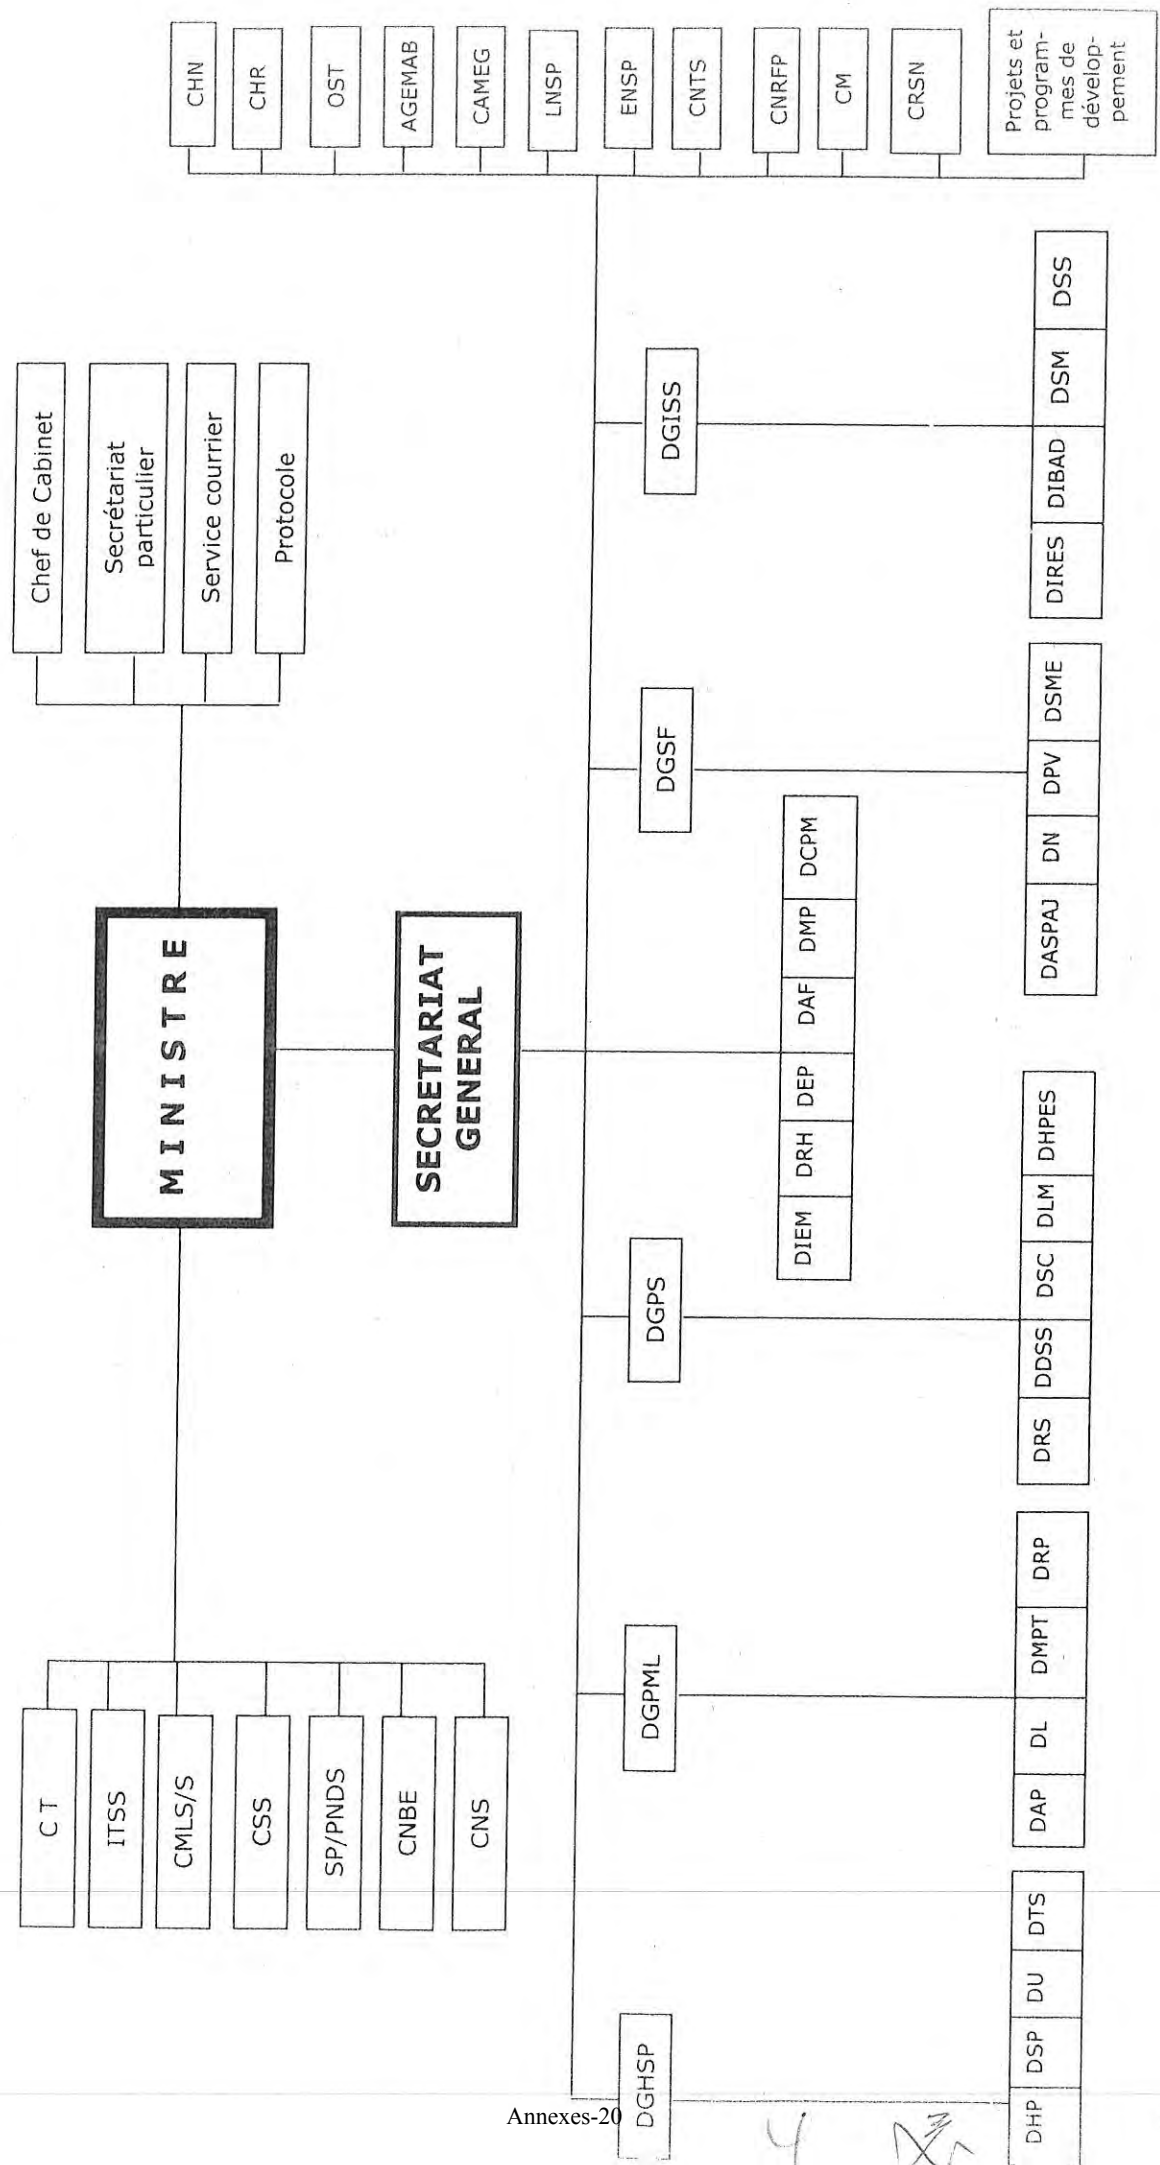 MINISTRE
Chef de Cabinet
Secrétariat
particulier
Service courrier
Protocole
C T
ITSS
CMLS/S
CSS
SP/PNDS
CNBE
CNS
SECRETARIAT
GENERAL
CHN
CHR
OST
AGEMAB
CAMEG
LNSP
ENSP
CNTS
CNRFP
CM
CRSN
Projets et
program-
mes de
dévelop-
pement
DGHSP
DGPML
DGPS
DGSF
DGISS
DIEM
DRH
DEP
DAF
DMP
DCPM
DHP
DSP
DU
DTS
DAP
DL
DMPT
DRP
DRS
DDSS
DSC
DLM
DHPES
DASPAJ
DN
DPV
DSME
DIRES
DIBAD
DSM
DSS
Annexes-20